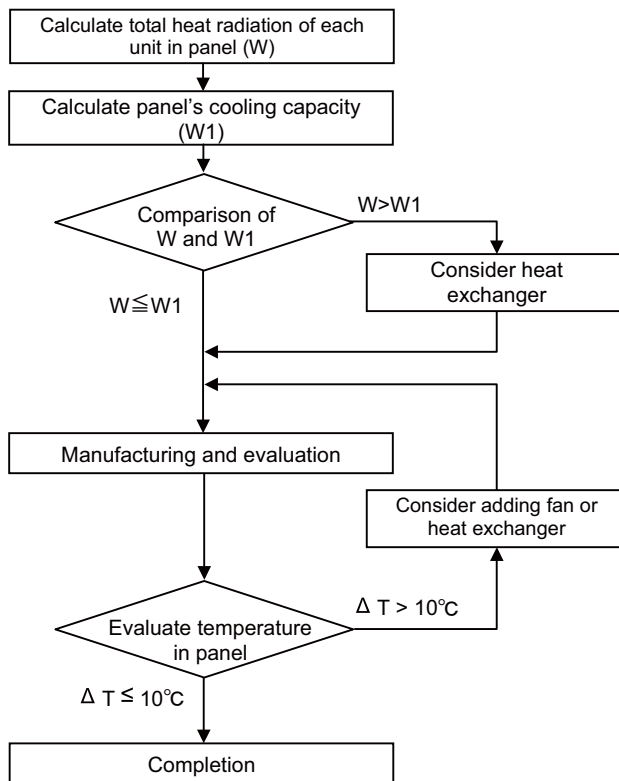 Calculate total heat radiation of each
unit in panel (W)
Calculate panel’s cooling capacity
(W1)
Comparison of
W and W1
W>W1
Consider heat
exchanger
W≦W1
Manufacturing and evaluation
Consider adding fan or
heat exchanger
Δ T > 10℃
Evaluate temperature
in panel
Δ T ≤ 10℃
Completion